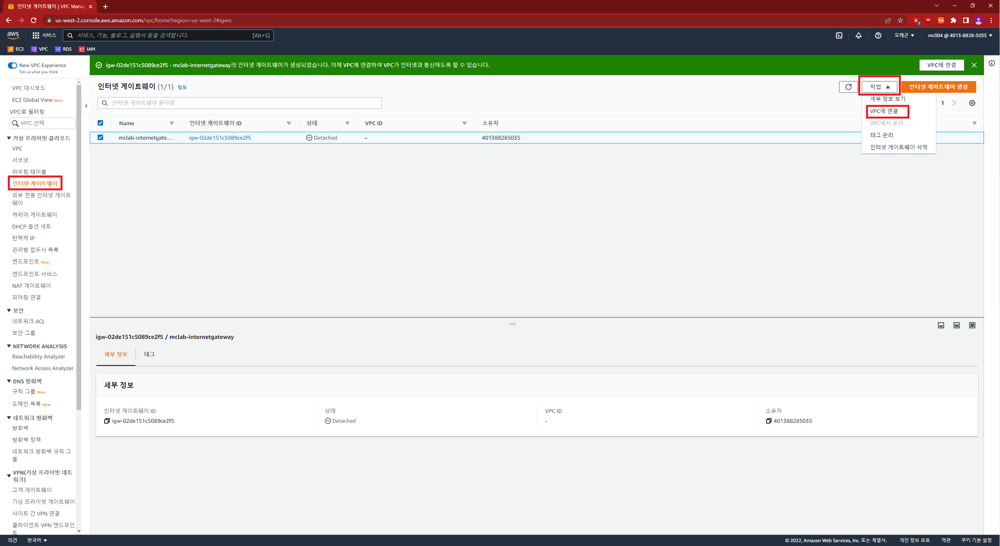 인터넷 게이트웨이 | VPC Manag
us-west-2.console.aws.amazon.com/vpc/home?region=us-west-2#igws:
1
aws
서비스
서비스, 기능, 블로그, 설명서 등을 검색합니다.
[Alt+S]
오레곤
mc004 @ 4013-8828-5035
EC2
VPC
RDS
IAM
New VPC Experience
Tell us what you think
VPC 대시보드
EC2 Global View New
VPC로 필터링:
VPC 선택
가상 프라이빗 클라우드
VPC
서브넷
라우팅 테이블
인터넷 게이트웨이
외부 전용 인터넷 게이트
웨이
캐리어 게이트웨이
DHCP 옵션 세트
탄력적 IP
관리형 접두사 목록
엔드포인트 New
엔드포인트 서비스
NAT 게이트웨이
피어링 연결
보안
네트워크 ACL
보안 그룹
NETWORK ANALYSIS
Reachability Analyzer
Network Access Analyzer
DNS 방화벽
규칙 그룹 New
도메인 목록 New
네트워크 방화벽
방화벽
방화벽 정책
네트워크 방화벽 규칙 그
룹
VPN(가상 프라이빗 네트
워크)
고객 게이트웨이
가상 프라이빗 게이트웨이
사이트 간 VPN 연결
클라이언트 VPN 엔드포인
트
igw-02de151c5089ce2f5 - mclab-internetgateway의 인터넷 게이트웨이가 생성되었습니다. 이제 VPC에 연결하여 VPC가 인터넷과 통신하도록 할 수 있습니다.
VPC에 연결
인터넷 게이트웨이 (1/1) 정보
작업
인터넷 게이트웨이 생성
인터넷 게이트웨이 필터링
세부 정보 보기
VPC에 연결
VPC에서 분리
태그 관리
인터넷 게이트웨이 삭제
1
Name
인터넷 게이트웨이 ID
상태
VPC ID
소유자
mclab-internetgate...
igw-02de151c5089ce2f5
Detached
–
401388285035
igw-02de151c5089ce2f5 / mclab-internetgateway
세부 정보
태그
세부 정보
인터넷 게이트웨이 ID
igw-02de151c5089ce2f5
상태
Detached
VPC ID
-
소유자
401388285035
의견
한국어
© 2022, Amazon Web Services, Inc. 또는 계열사.
개인 정보 보호
약관
쿠키 기본 설정